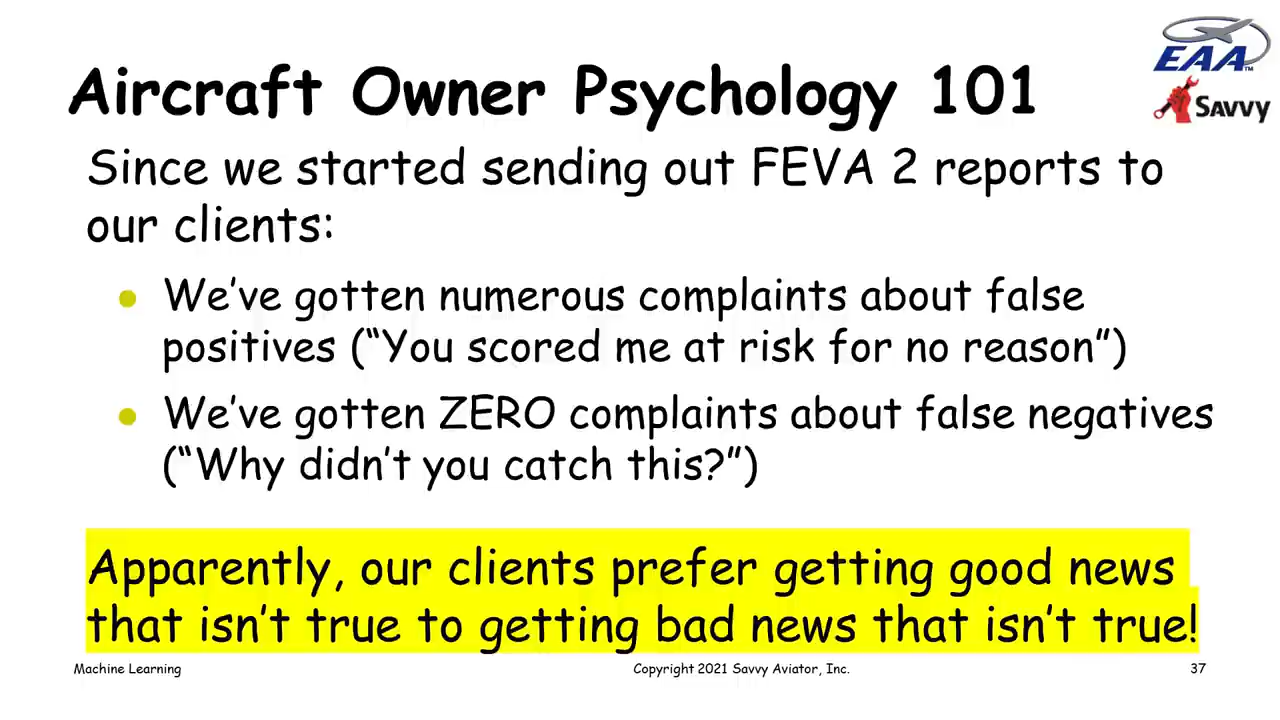 EAA™
Aircraft Owner Psychology 101
Savvy
Since we started sending out FEVA 2 reports to
our clients:
● We’ve gotten numerous complaints about false
positives (“You scored me at risk for no reason”)
● We’ve gotten ZERO complaints about false negatives
(“Why didn’t you catch this?”)
Apparently, our clients prefer getting good news
that isn’t true to getting bad news that isn’t true!
Machine Learning Copyright 2021 Savvy Aviator, Inc. 37